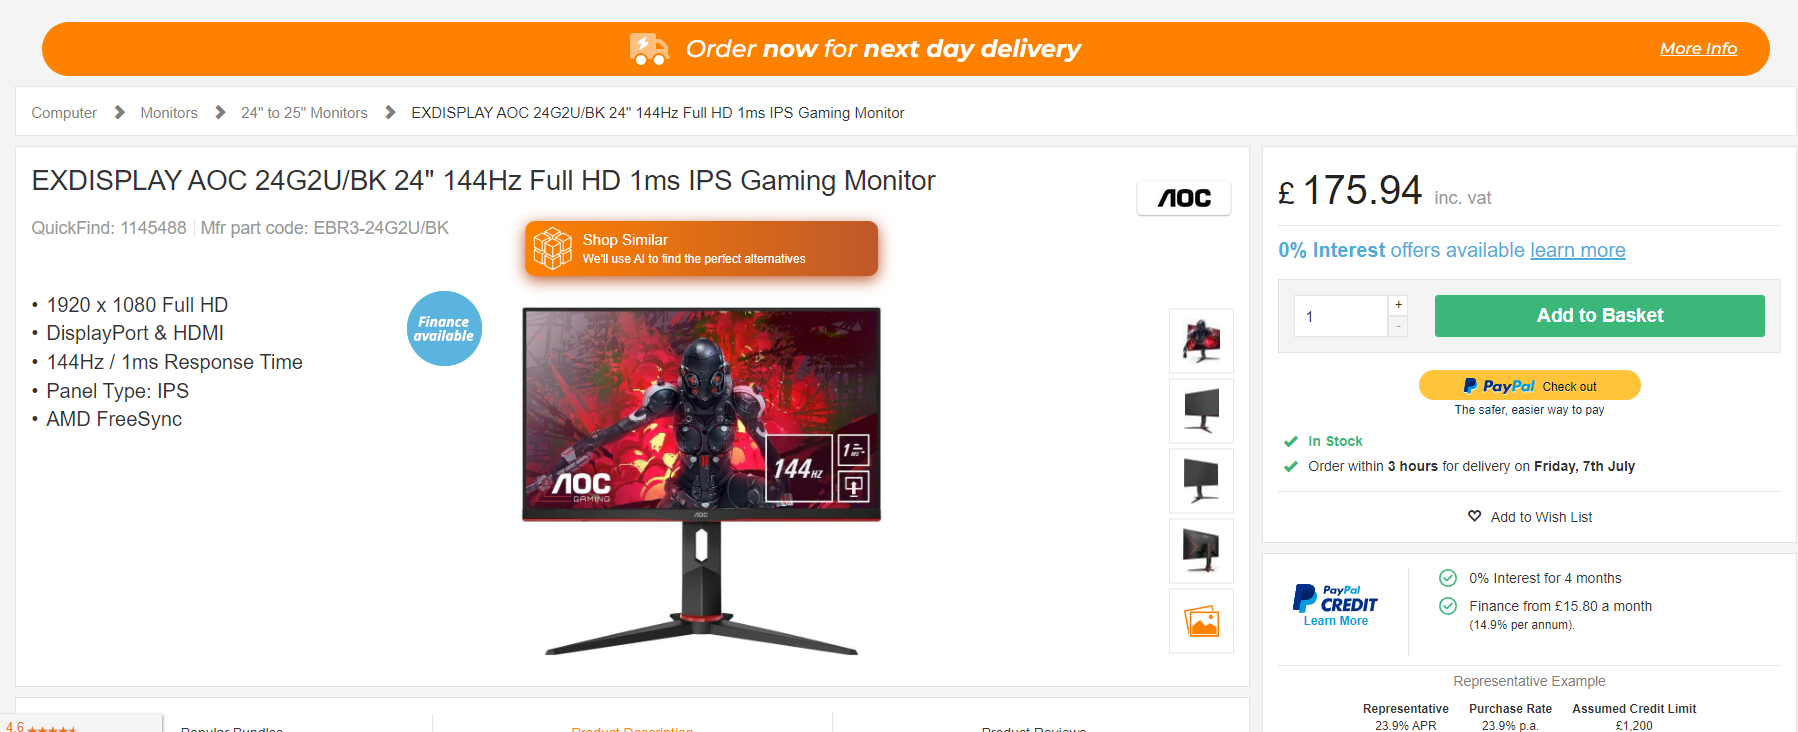 Order now for next day delivery
More Info
Computer
Monitors
24" to 25" Monitors
EXDISPLAY AOC 24G2U/BK 24" 144Hz Full HD 1ms IPS Gaming Monitor
EXDISPLAY AOC 24G2U/BK 24" 144Hz Full HD 1ms IPS Gaming Monitor
QuickFind: 1145488
Mfr part code: EBR3-24G2U/BK
AOC
Shop Similar
We'll use AI to find the perfect alternatives
• 1920 x 1080 Full HD
• DisplayPort & HDMI
• 144Hz / 1ms Response Time
• Panel Type: IPS
• AMD FreeSync
Finance
available
144HZ
1
MS
AOC
GAMING
AOC
£ 175.94 inc. vat
0% Interest offers available learn more
1
+
-
Add to Basket
PayPal Check out
The safer, easier way to pay
In Stock
Order within 3 hours for delivery on Friday, 7th July
Add to Wish List
PayPal
CREDIT
Learn More
0% Interest for 4 months
Finance from £15.80 a month
(14.9% per annum).
Representative Example
Representative
23.9% APR
Purchase Rate
23.9% p.a.
Assumed Credit Limit
£1,200
4.6
Popular Bundles
Product Description
Product Reviews